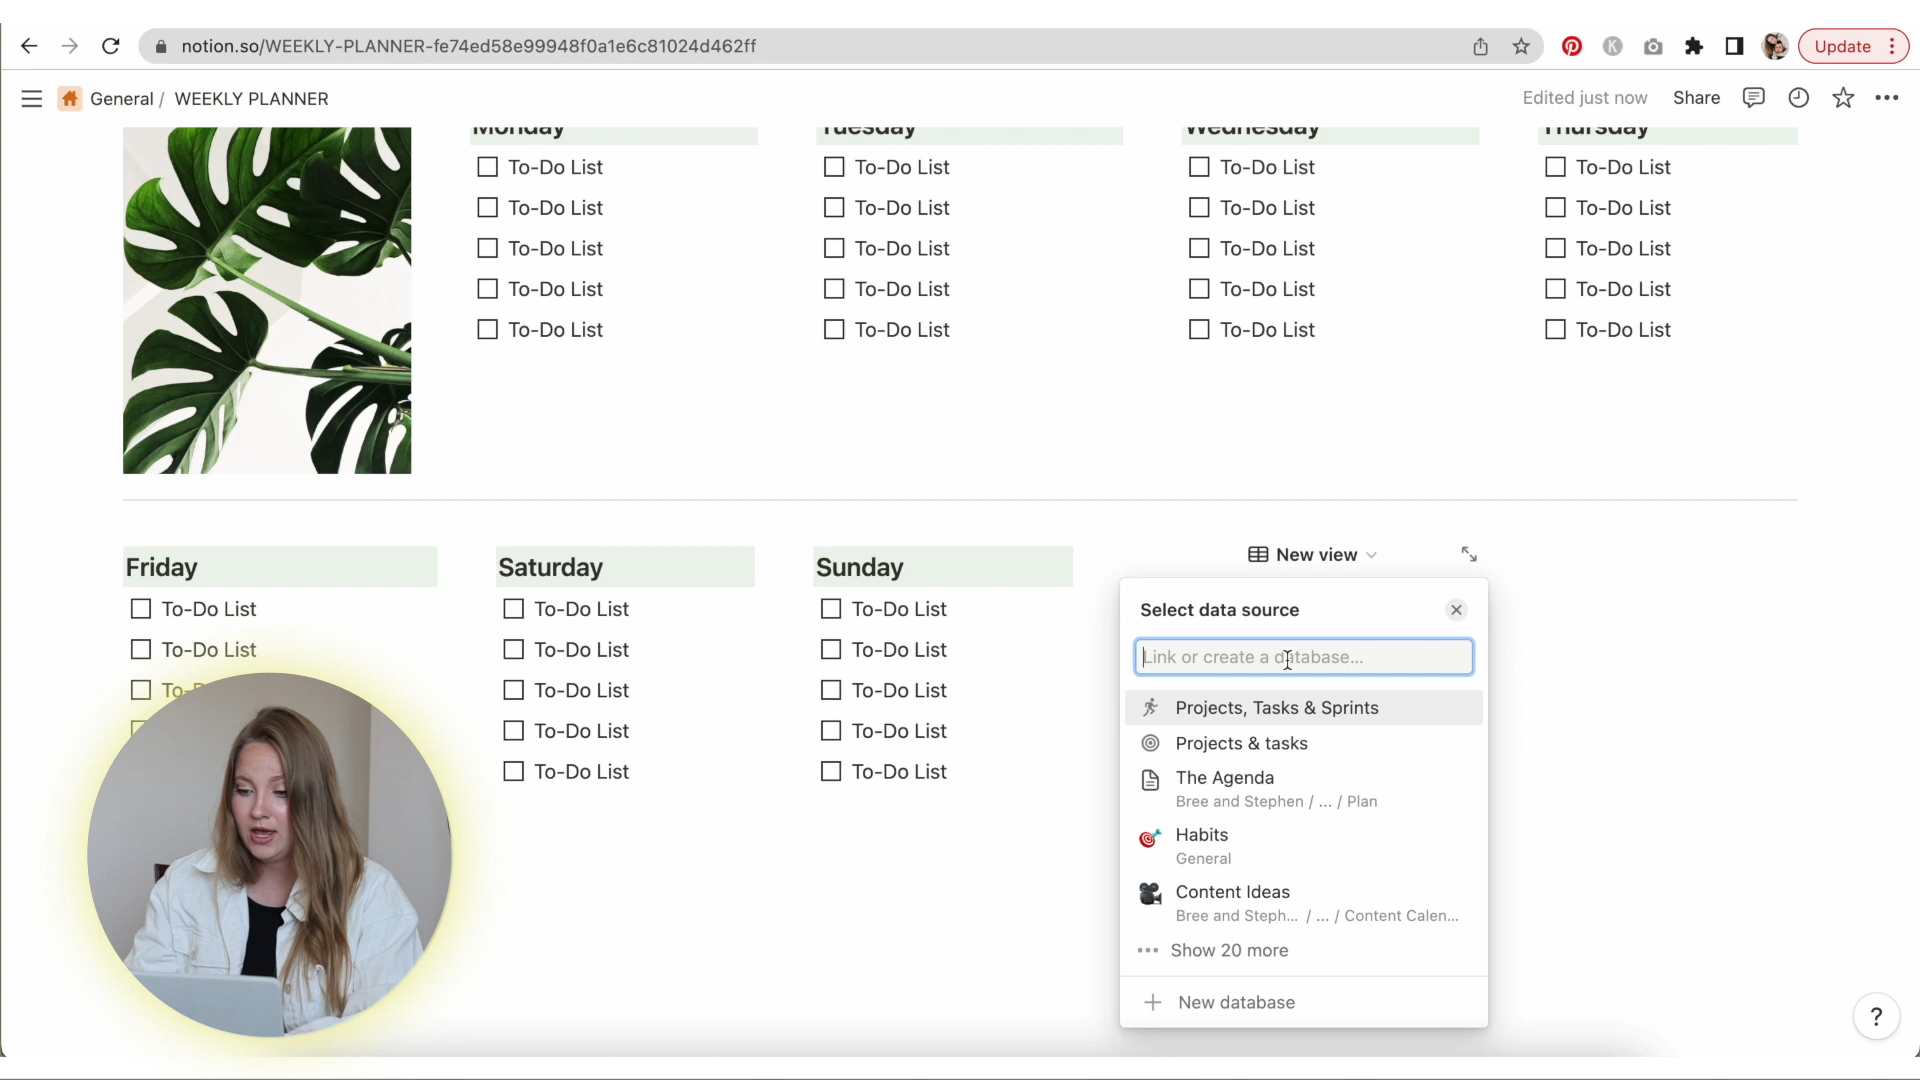 notion.so/WEEKLY-PLANNER-fe74ed58e99948f0a1e6c81024d462ff
Update
General / WEEKLY PLANNER
Edited just now
Share
Monday Tuesday Wednesday Thursday
To-Do List To-Do List To-Do List To-Do List
To-Do List To-Do List To-Do List To-Do List
To-Do List To-Do List To-Do List To-Do List
To-Do List To-Do List To-Do List To-Do List
To-Do List To-Do List To-Do List To-Do List
Friday Saturday Sunday
To-Do List To-Do List To-Do List
To-Do List To-Do List To-Do List
To- To-Do List To-Do List
To-Do List To-Do List
To-Do List To-Do List
New view
Select data source
Link or create a database...
Projects, Tasks & Sprints
Projects & tasks
The Agenda
Bree and Stephen / ... / Plan
Habits
General
Content Ideas
Bree and Steph... / ... / Content Calen...
Show 20 more
New database
?